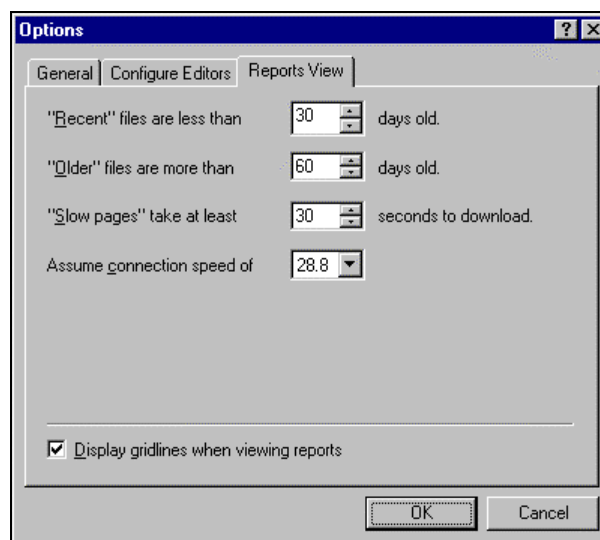 Options
General Configure Editors Reports View
"Recent" files are less than 30 days old.
"Older" files are more than 60 days old.
"Slow pages" take at least 30 seconds to download.
Assume connection speed of 28.8
Display gridlines when viewing reports
OK Cancel